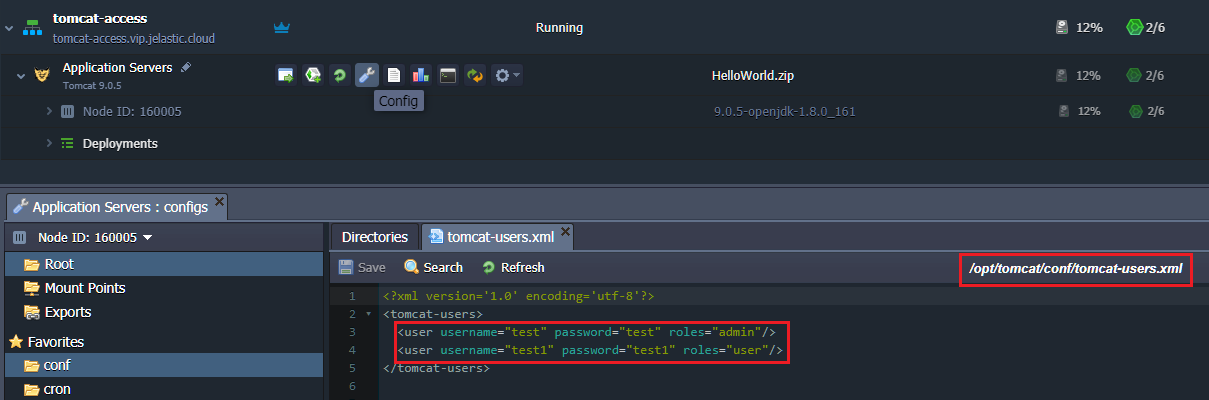 tomcat-access
tomcat-access.vip.jelastic.cloud
Running
12%
2/6
Application Servers
Tomcat 9.0.5
HelloWorld.zip
12%
2/6
Config
Node ID: 160005
9.0.5-openjdk-1.8.0_161
12%
2/6
Deployments
Application Servers : configs
Node ID: 160005
Directories
tomcat-users.xml
Root
Save
Search
Refresh
/opt/tomcat/conf/tomcat-users.xml
Mount Points
Exports
Favorites
conf
cron
1 <?xml version='1.0' encoding='utf-8'?>
2 <tomcat-users>
3 <user username="test" password="test" roles="admin"/>
4 <user username="test1" password="test1" roles="user"/>
5 </tomcat-users>
6